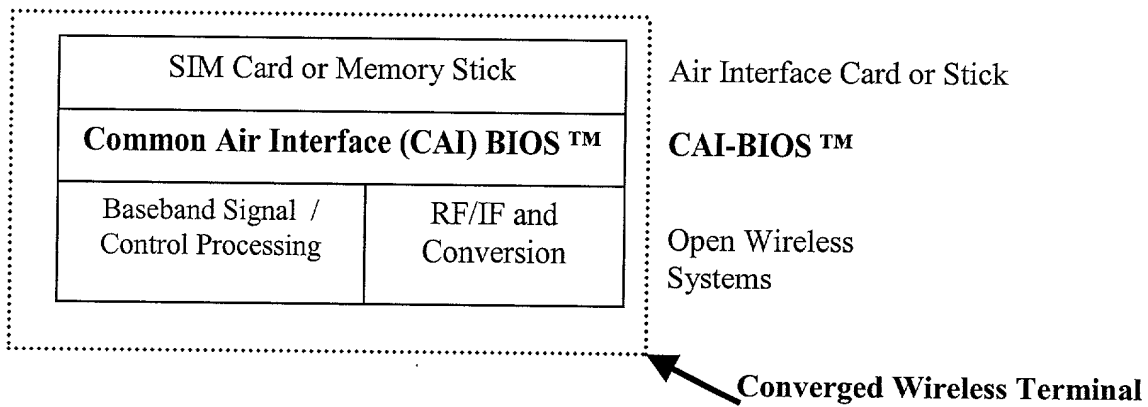 SIM Card or Memory Stick
Air Interface Card or Stick
Common Air Interface (CAI) BIOS ™
CAI-BIOS ™
Baseband Signal /
Control Processing
RF/IF and
Conversion
Open Wireless
Systems
Converged Wireless Terminal